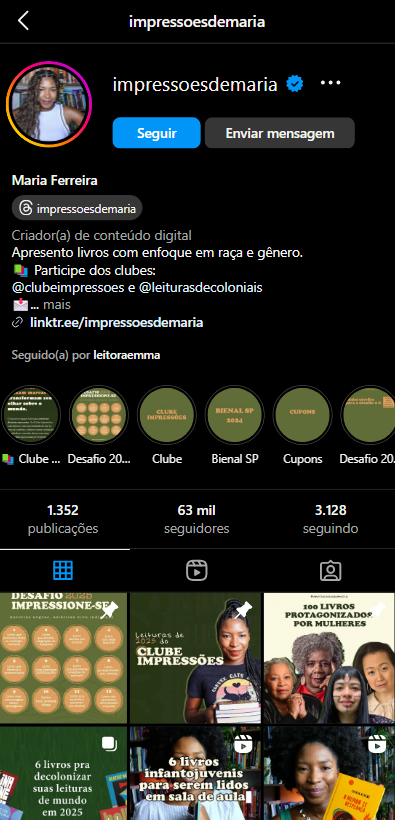 impressoesdemaria
impressoesdemaria
Seguir
Enviar mensagem
Maria Ferreira
impressoesdemaria
Criador(a) de conteúdo digital
Apresento livros com enfoque em raça e gênero.
📚 Participe dos clubes:
@clubeimpressoes e @leiturasdecoloniais
📩... mais
linktr.ee/impressoesdemaria
Seguido(a) por leitoraemma
📚 Clube ...
Desafio 20...
CLUBE
IMPRESSÕES
Clube
BIENAL SP
2024
Bienal SP
CUPONS
Cupons
Desafio 20
1.352
publicações
63 mil
seguidores
3.128
seguindo
DESAFIO 2025
IMPRESSIONE-SE
Leituras de
2025 do
CLUBE
IMPRESSÕES
100 LIVROS
PROTAGONIZADOS
POR MULHERES
6 livros pra
decolonizar
suas leituras
de mundo
em 2025
6 livros
infantojuvenis
para serem lidos
em sala de aula